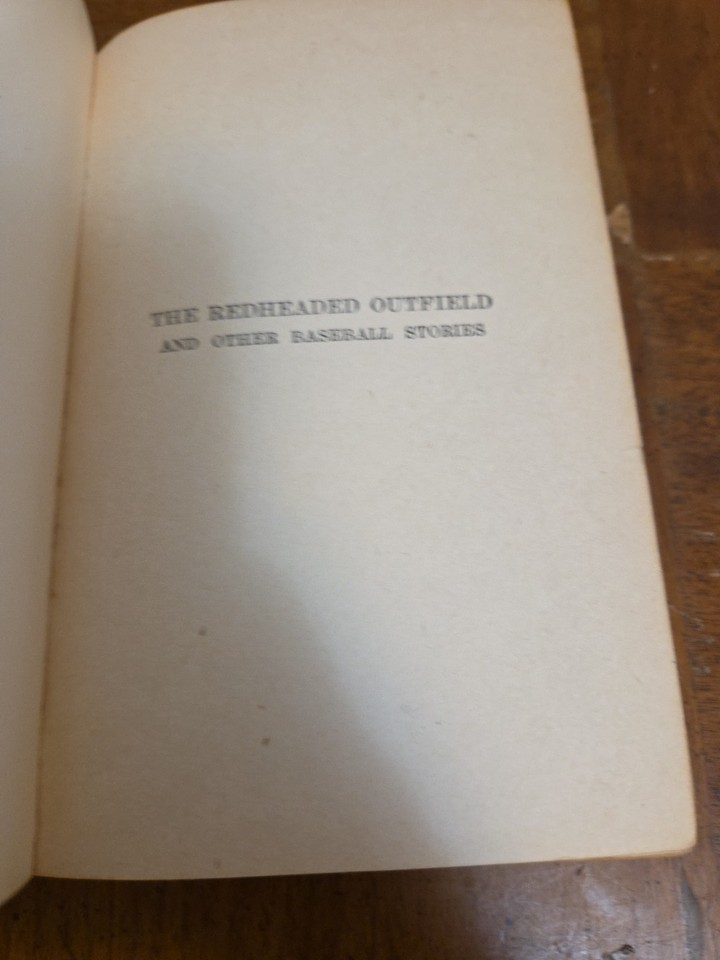 THE REDHEADED OUTFIELD
AND OTHER BASEBALL STORIES